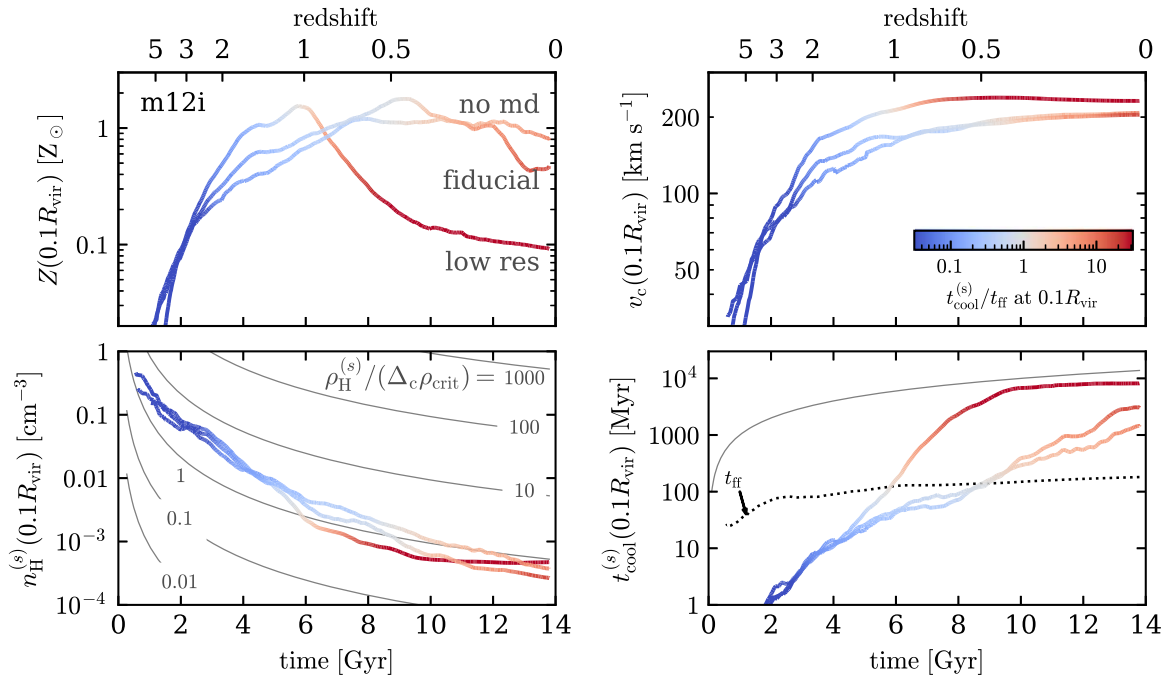 redshift
5 3 2 1 0.5 0
m12i
no md
fiducial
low res
1
0.1
Z(0.1R_vir) [Z_⊙]
redshift
5 3 2 1 0.5 0
200
100
50
v_c(0.1R_vir) [km s⁻¹]
0.1 1 10
t_cool^(s)/t_ff at 0.1R_vir
1
0.1
0.01
10⁻³
10⁻⁴
n_H^(s)(0.1R_vir) [cm⁻³]
ρ_H^(s)/(Δ_c ρ_crit) = 1000
100
10
1
0.1
0.01
0 2 4 6 8 10 12 14
time [Gyr]
10⁴
1000
100
10
1
t_cool^(s)(0.1R_vir) [Myr]
t_ff
0 2 4 6 8 10 12 14
time [Gyr]